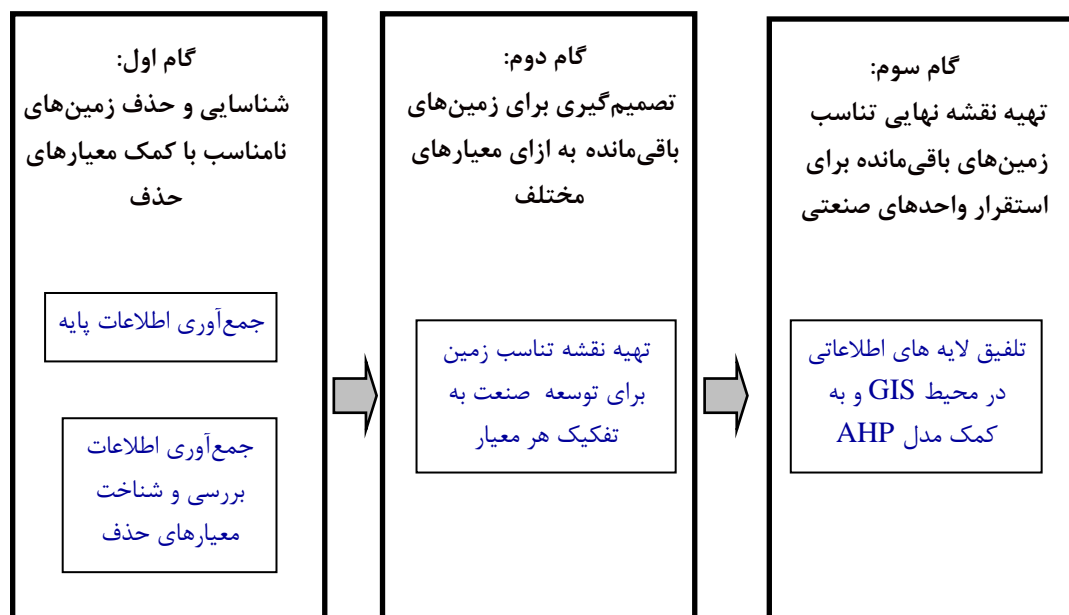 گام اول:
شناسایی و حذف زمین‌های
نامناسب با کمک معیارهای
حذف
جمع‌آوری اطلاعات پایه
جمع‌آوری اطلاعات
بررسی و شناخت
معیارهای حذف
گام دوم:
تصمیم‌گیری برای زمین‌های
باقی‌مانده به ازای معیارهای
مختلف
تهیه نقشه تناسب زمین
برای توسعه صنعت به
تفکیک هر معیار
گام سوم:
تهیه نقشه نهایی تناسب
زمین‌های باقی‌مانده برای
استقرار واحدهای صنعتی
تلفیق لایه های اطلاعاتی
در محیط GIS و به
کمک مدل AHP